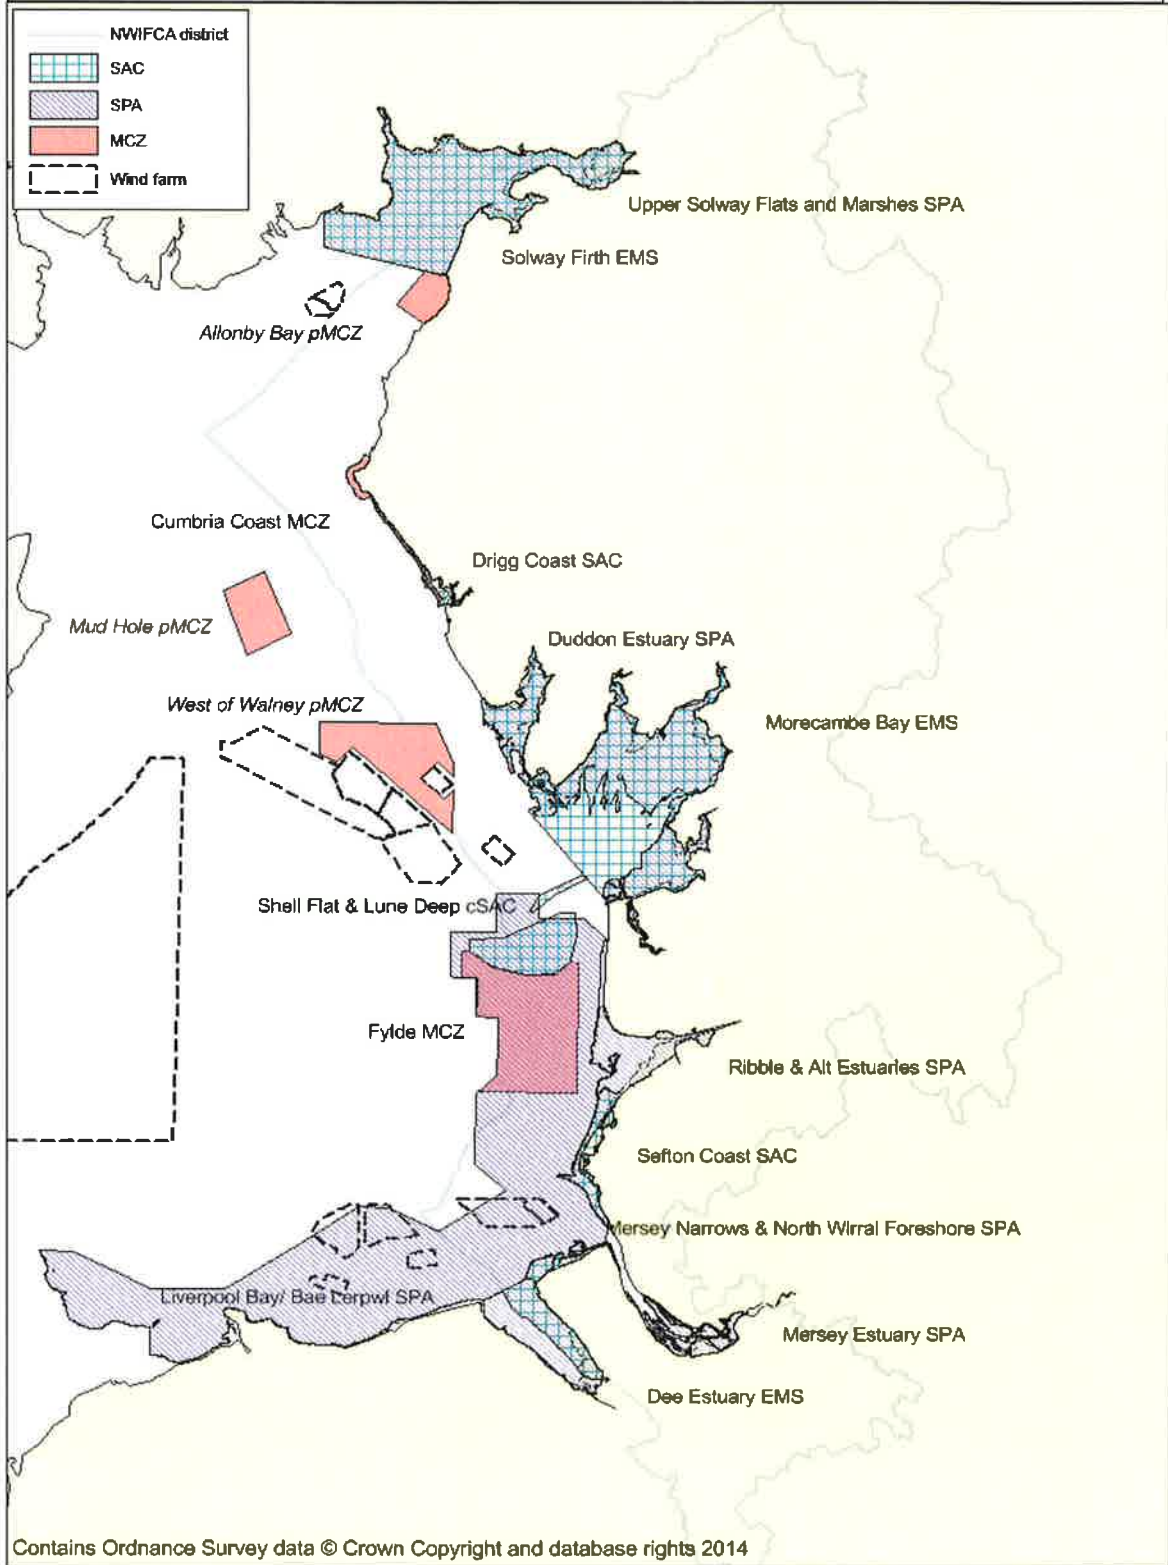 NWIFCA district
SAC
SPA
MCZ
Wind farm
Upper Solway Flats and Marshes SPA
Solway Firth EMS
Allonby Bay pMCZ
Cumbria Coast MCZ
Drigg Coast SAC
Mud Hole pMCZ
Duddon Estuary SPA
West of Walney pMCZ
Morecambe Bay EMS
Shell Flat & Lune Deep cSAC
Fylde MCZ
Ribble & Alt Estuaries SPA
Sefton Coast SAC
Mersey Narrows & North Wirral Foreshore SPA
Liverpool Bay/ Bae Lerpwl SPA
Mersey Estuary SPA
Dee Estuary EMS
Contains Ordnance Survey data © Crown Copyright and database rights 2014